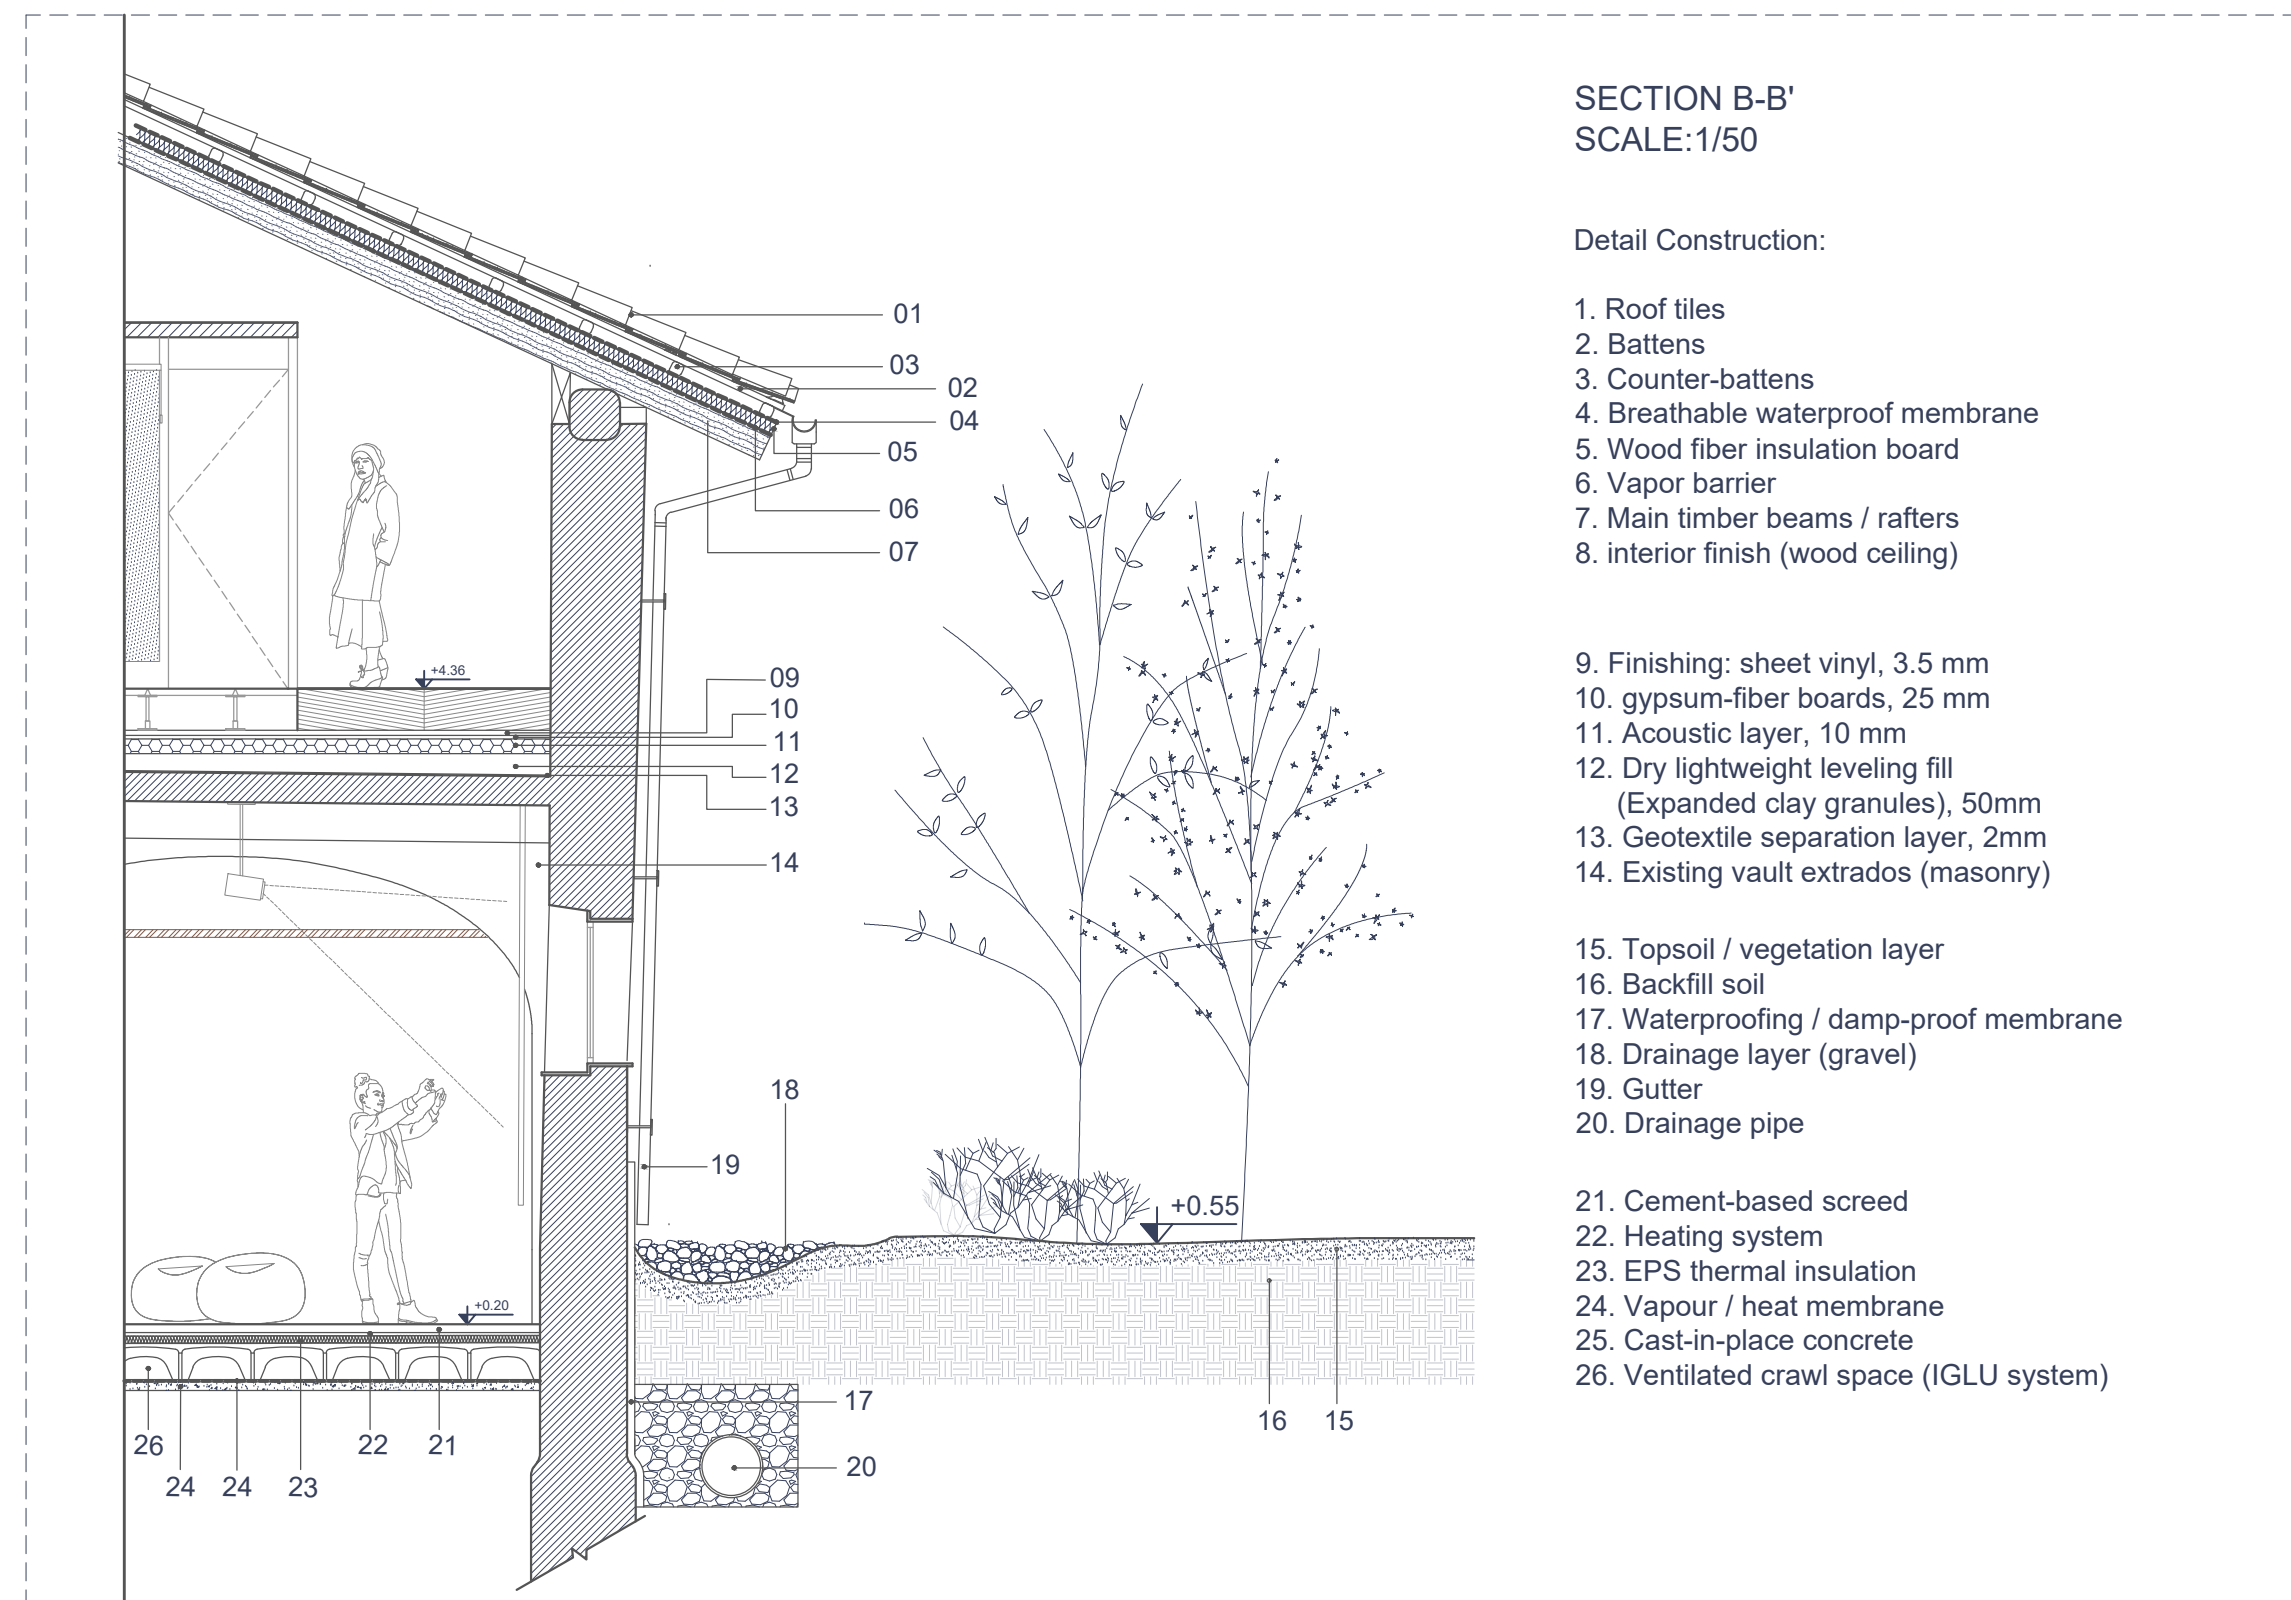 SECTION B-B'
SCALE:1/50
Detail Construction:
1. Roof tiles
2. Battens
3. Counter-battens
4. Breathable waterproof membrane
5. Wood fiber insulation board
6. Vapor barrier
7. Main timber beams / rafters
8. interior finish (wood ceiling)
9. Finishing: sheet vinyl, 3.5 mm
10. gypsum-fiber boards, 25 mm
11. Acoustic layer, 10 mm
12. Dry lightweight leveling fill
(Expanded clay granules), 50mm
13. Geotextile separation layer, 2mm
14. Existing vault extrados (masonry)
15. Topsoil / vegetation layer
16. Backfill soil
17. Waterproofing / damp-proof membrane
18. Drainage layer (gravel)
19. Gutter
20. Drainage pipe
21. Cement-based screed
22. Heating system
23. EPS thermal insulation
24. Vapour / heat membrane
25. Cast-in-place concrete
26. Ventilated crawl space (IGLU system)
01
03
02
04
05
06
07
+4.36
09
10
11
12
13
14
18
19
+0.55
+0.20
17
16 15
20
26 22 21
24 24 23